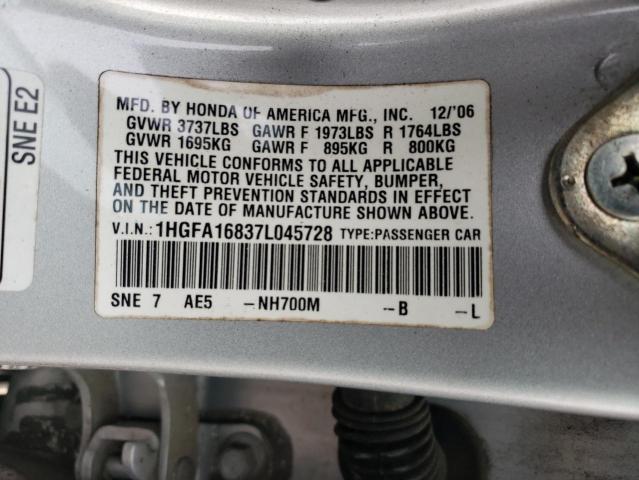 SNE E2
MFD. BY HONDA OF AMERICA MFG., INC. 12/'06
GVWR 3737LBS GAWR F 1973LBS R 1764LBS
GVWR 1695KG GAWR F 895KG R 800KG
THIS VEHICLE CONFORMS TO ALL APPLICABLE
FEDERAL MOTOR VEHICLE SAFETY, BUMPER,
AND THEFT PREVENTION STANDARDS IN EFFECT
ON THE DATE OF MANUFACTURE SHOWN ABOVE.
V.I.N.: 1HGFA16837L045728 TYPE:PASSENGER CAR
SNE 7 AE5 -NH700M --B -L